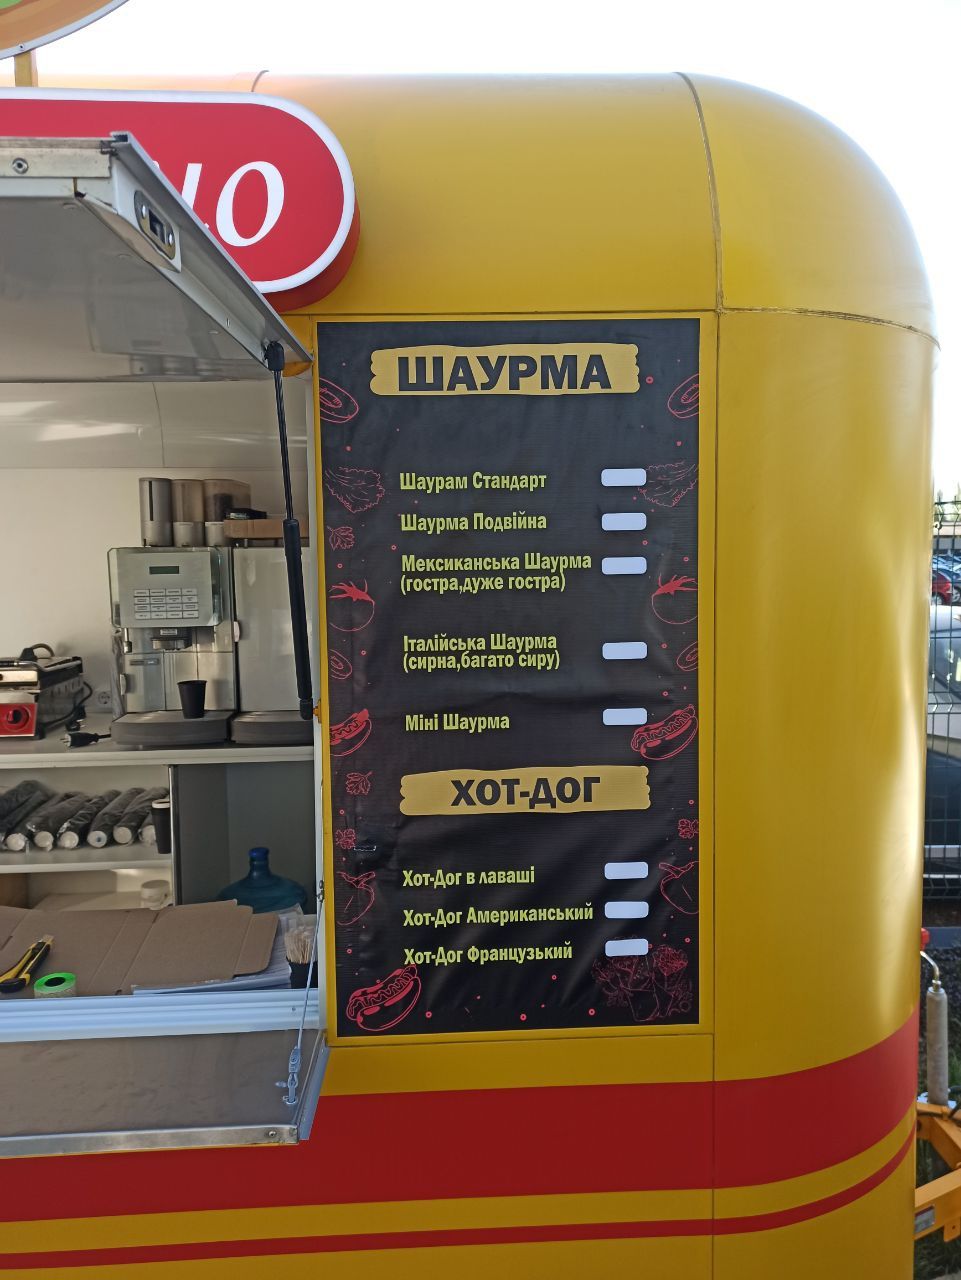 ШАУРМА
Шаурам Стандарт
Шаурма Подвійна
Мексиканська Шаурма
(гостра,дуже гостра)
Італійська Шаурма
(сирна,багато сиру)
Міні Шаурма
ХОТ-ДОГ
Хот-Дог в лаваші
Хот-Дог Американський
Хот-Дог Французький